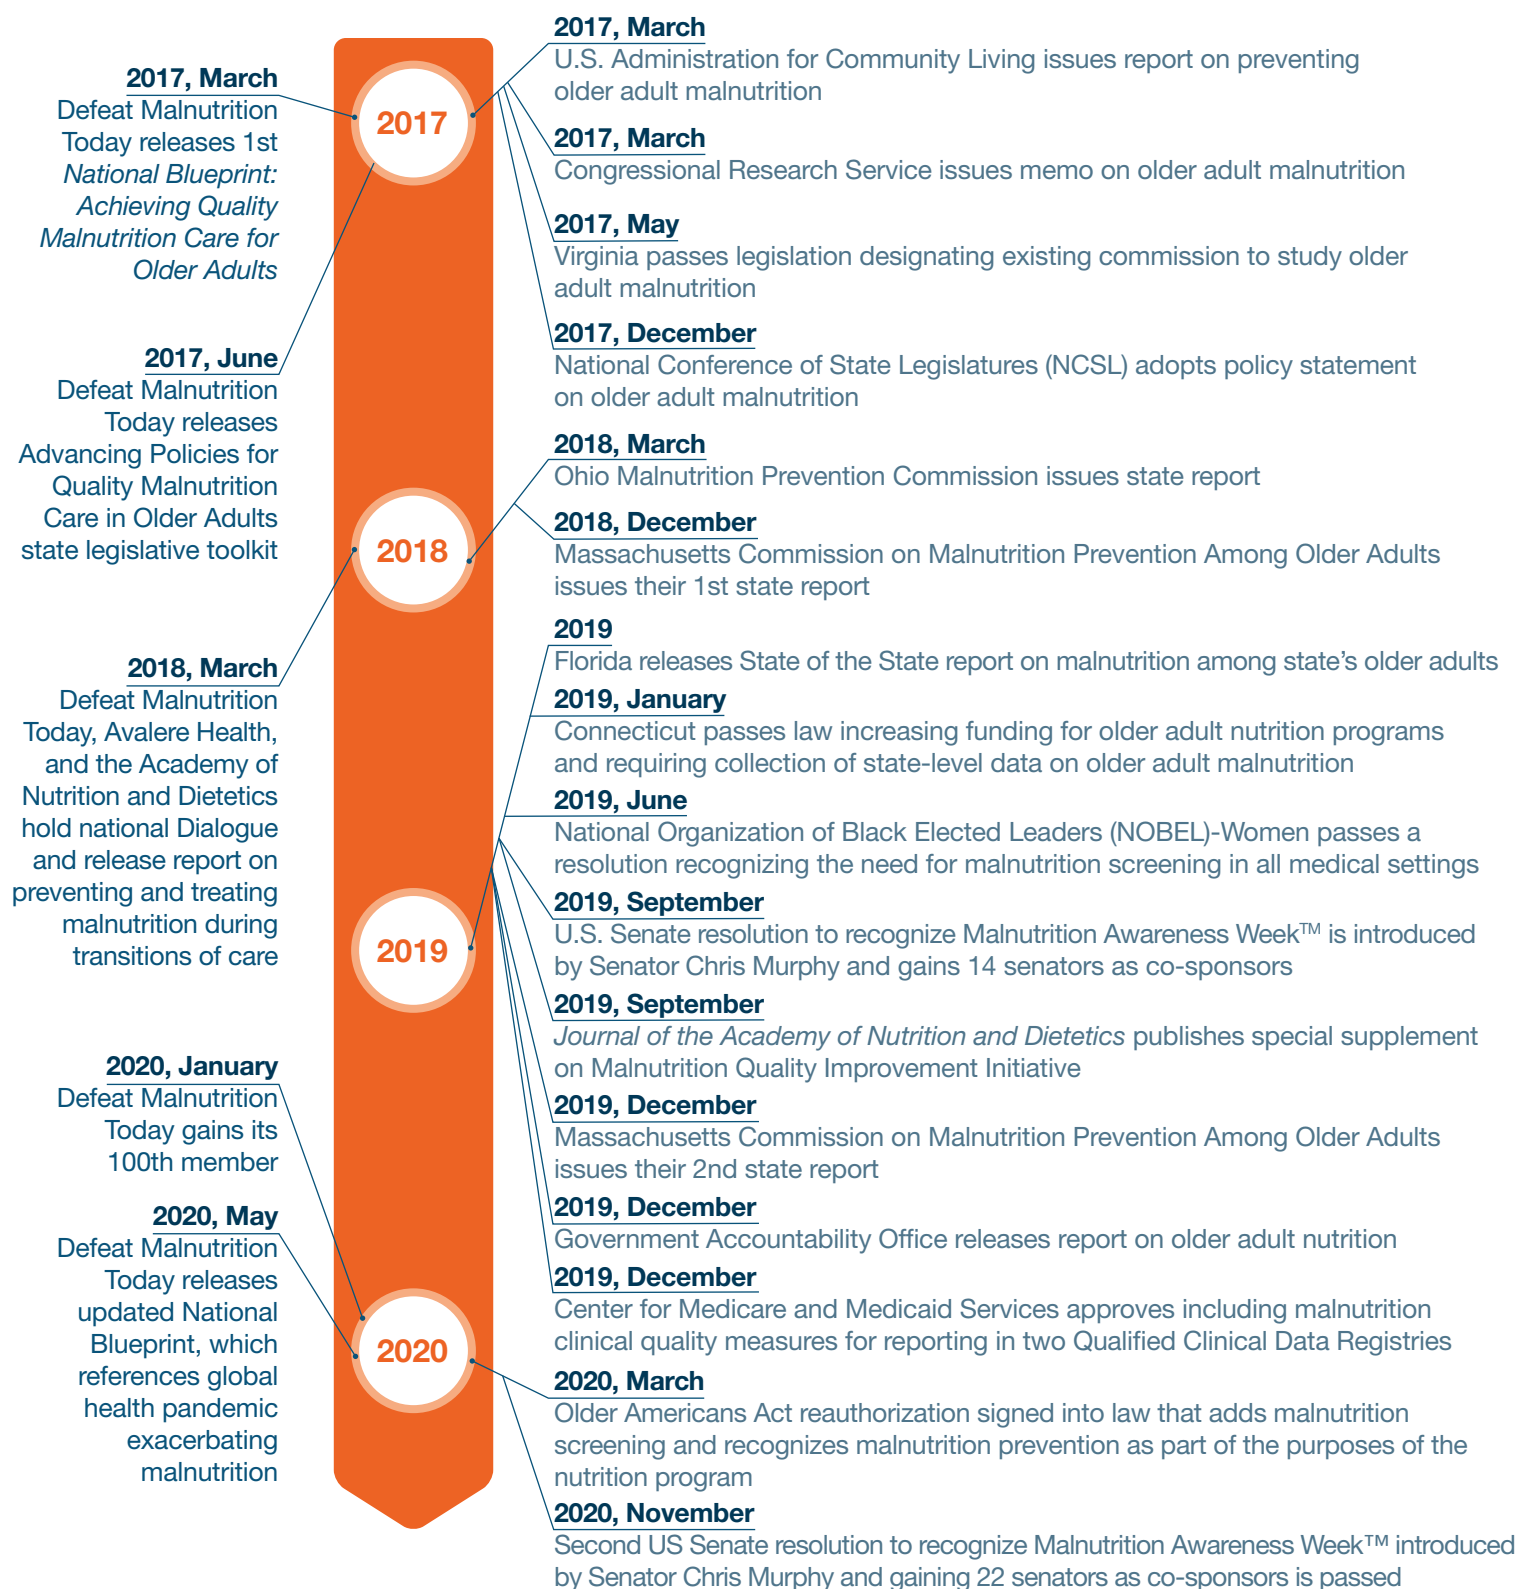 2017, March
Defeat Malnutrition
Today releases 1st
National Blueprint:
Achieving Quality
Malnutrition Care for
Older Adults
2017, June
Defeat Malnutrition
Today releases
Advancing Policies for
Quality Malnutrition
Care in Older Adults
state legislative toolkit
2018, March
Defeat Malnutrition
Today, Avalere Health,
and the Academy of
Nutrition and Dietetics
hold national Dialogue
and release report on
preventing and treating
malnutrition during
transitions of care
2020, January
Defeat Malnutrition
Today gains its
100th member
2020, May
Defeat Malnutrition
Today releases
updated National
Blueprint, which
references global
health pandemic
exacerbating
malnutrition
2017
2018
2019
2020
2017, March
U.S. Administration for Community Living issues report on preventing
older adult malnutrition
2017, March
Congressional Research Service issues memo on older adult malnutrition
2017, May
Virginia passes legislation designating existing commission to study older
adult malnutrition
2017, December
National Conference of State Legislatures (NCSL) adopts policy statement
on older adult malnutrition
2018, March
Ohio Malnutrition Prevention Commission issues state report
2018, December
Massachusetts Commission on Malnutrition Prevention Among Older Adults
issues their 1st state report
2019
Florida releases State of the State report on malnutrition among state’s older adults
2019, January
Connecticut passes law increasing funding for older adult nutrition programs
and requiring collection of state-level data on older adult malnutrition
2019, June
National Organization of Black Elected Leaders (NOBEL)-Women passes a
resolution recognizing the need for malnutrition screening in all medical settings
2019, September
U.S. Senate resolution to recognize Malnutrition Awareness Week™ is introduced
by Senator Chris Murphy and gains 14 senators as co-sponsors
2019, September
Journal of the Academy of Nutrition and Dietetics publishes special supplement
on Malnutrition Quality Improvement Initiative
2019, December
Massachusetts Commission on Malnutrition Prevention Among Older Adults
issues their 2nd state report
2019, December
Government Accountability Office releases report on older adult nutrition
2019, December
Center for Medicare and Medicaid Services approves including malnutrition
clinical quality measures for reporting in two Qualified Clinical Data Registries
2020, March
Older Americans Act reauthorization signed into law that adds malnutrition
screening and recognizes malnutrition prevention as part of the purposes of the
nutrition program
2020, November
Second US Senate resolution to recognize Malnutrition Awareness Week™ introduced
by Senator Chris Murphy and gaining 22 senators as co-sponsors is passed